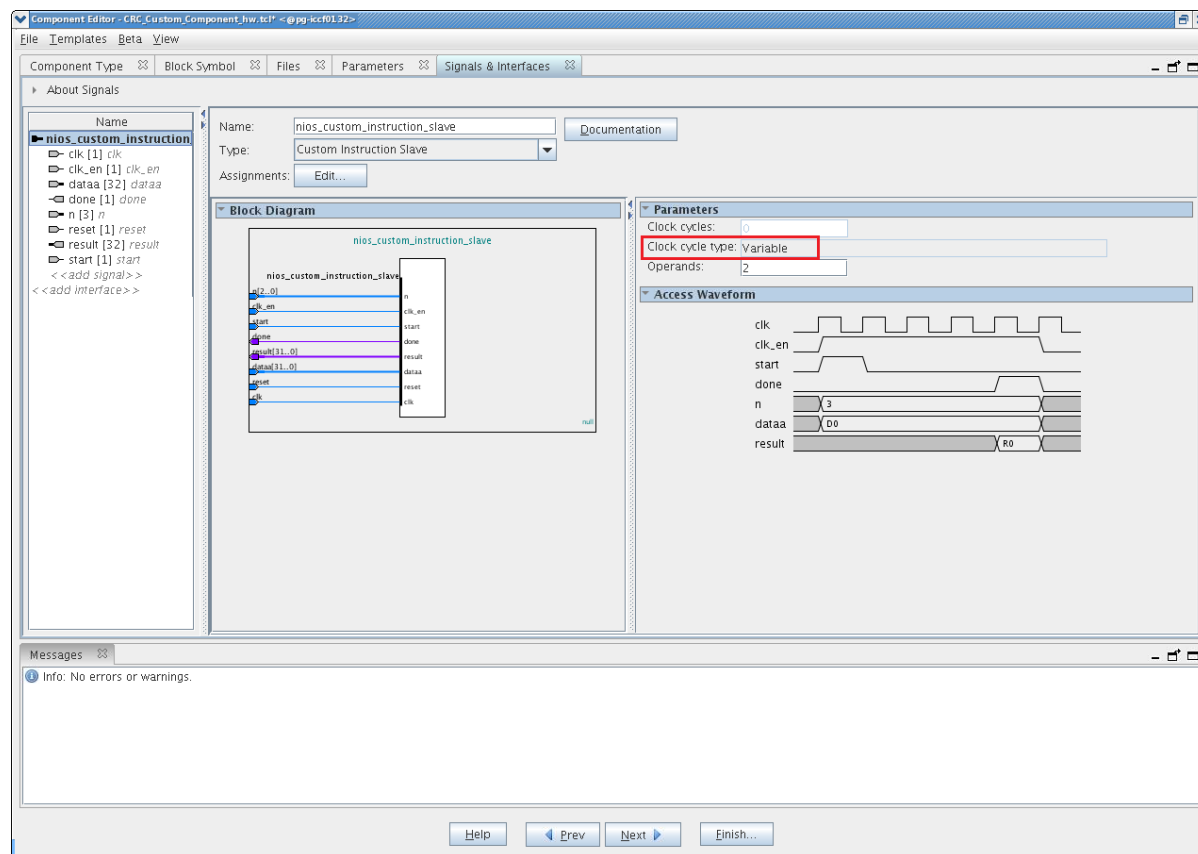 Component Editor - CRC_Custom_Component_hw.tcl* <@pg-iccf0132>
File Templates Beta View
Component Type Block Symbol Files Parameters Signals & Interfaces
About Signals
Name
nios_custom_instruction_
clk [1] clk
clk_en [1] clk_en
dataa [32] dataa
done [1] done
n [3] n
reset [1] reset
result [32] result
start [1] start
<<add signal>>
<<add interface>>
Name: nios_custom_instruction_slave Documentation
Type: Custom Instruction Slave
Assignments: Edit...
Block Diagram
nios_custom_instruction_slave
nios_custom_instruction_slave
n[2..0] n
clk_en clk_en
start start
done done
result[31..0] result
dataa[31..0] dataa
reset reset
clk clk
null
Parameters
Clock cycles: 0
Clock cycle type: Variable
Operands: 2
Access Waveform
clk
clk_en
start
done
n 3
dataa D0
result R0
Messages
Info: No errors or warnings.
Help Prev Next Finish...